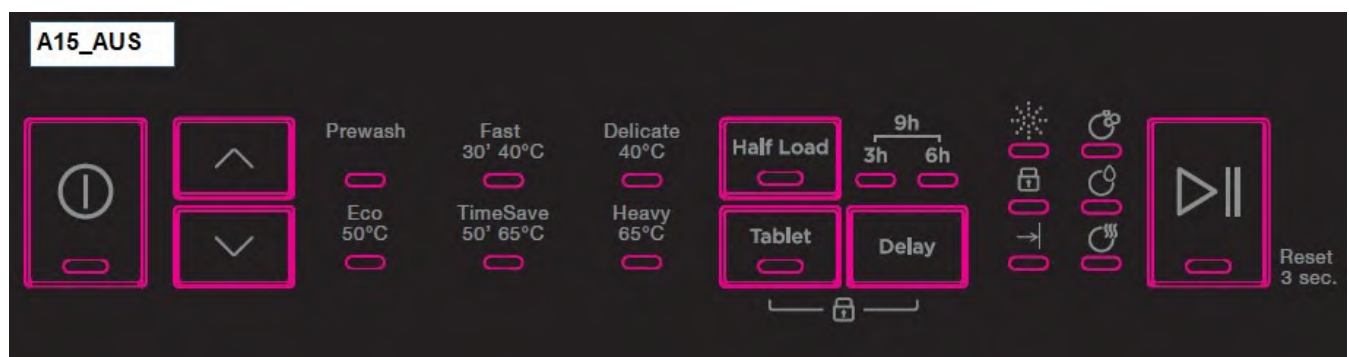 A15_AUS
Prewash
Fast
30' 40°C
Delicate
40°C
Half Load
9h
3h 6h
Eco
50°C
TimeSave
50' 65°C
Heavy
65°C
Tablet
Delay
Reset
3 sec.